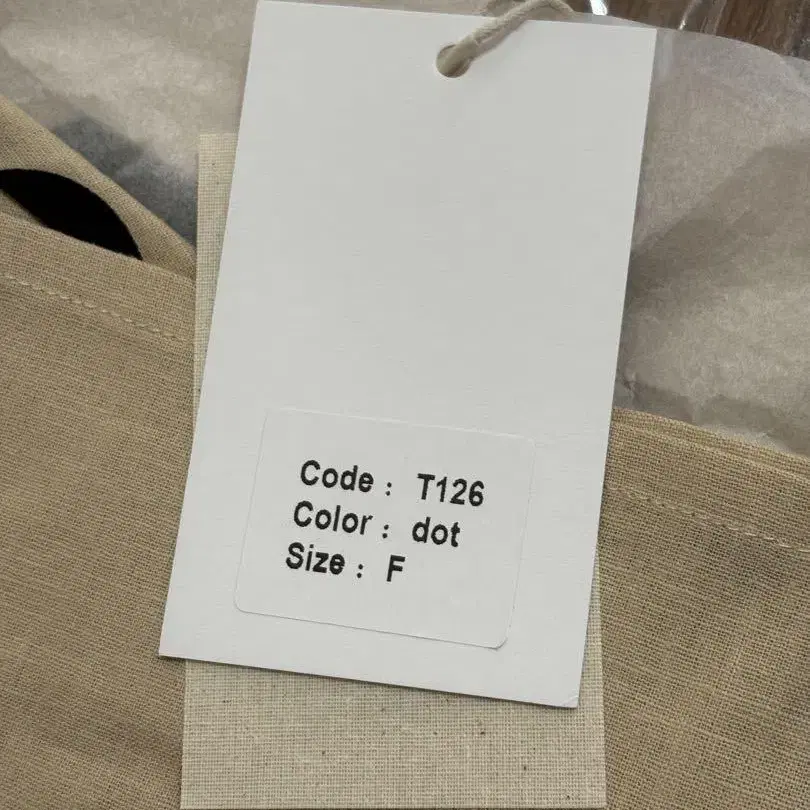 Code : T126
Color : dot
Size : F